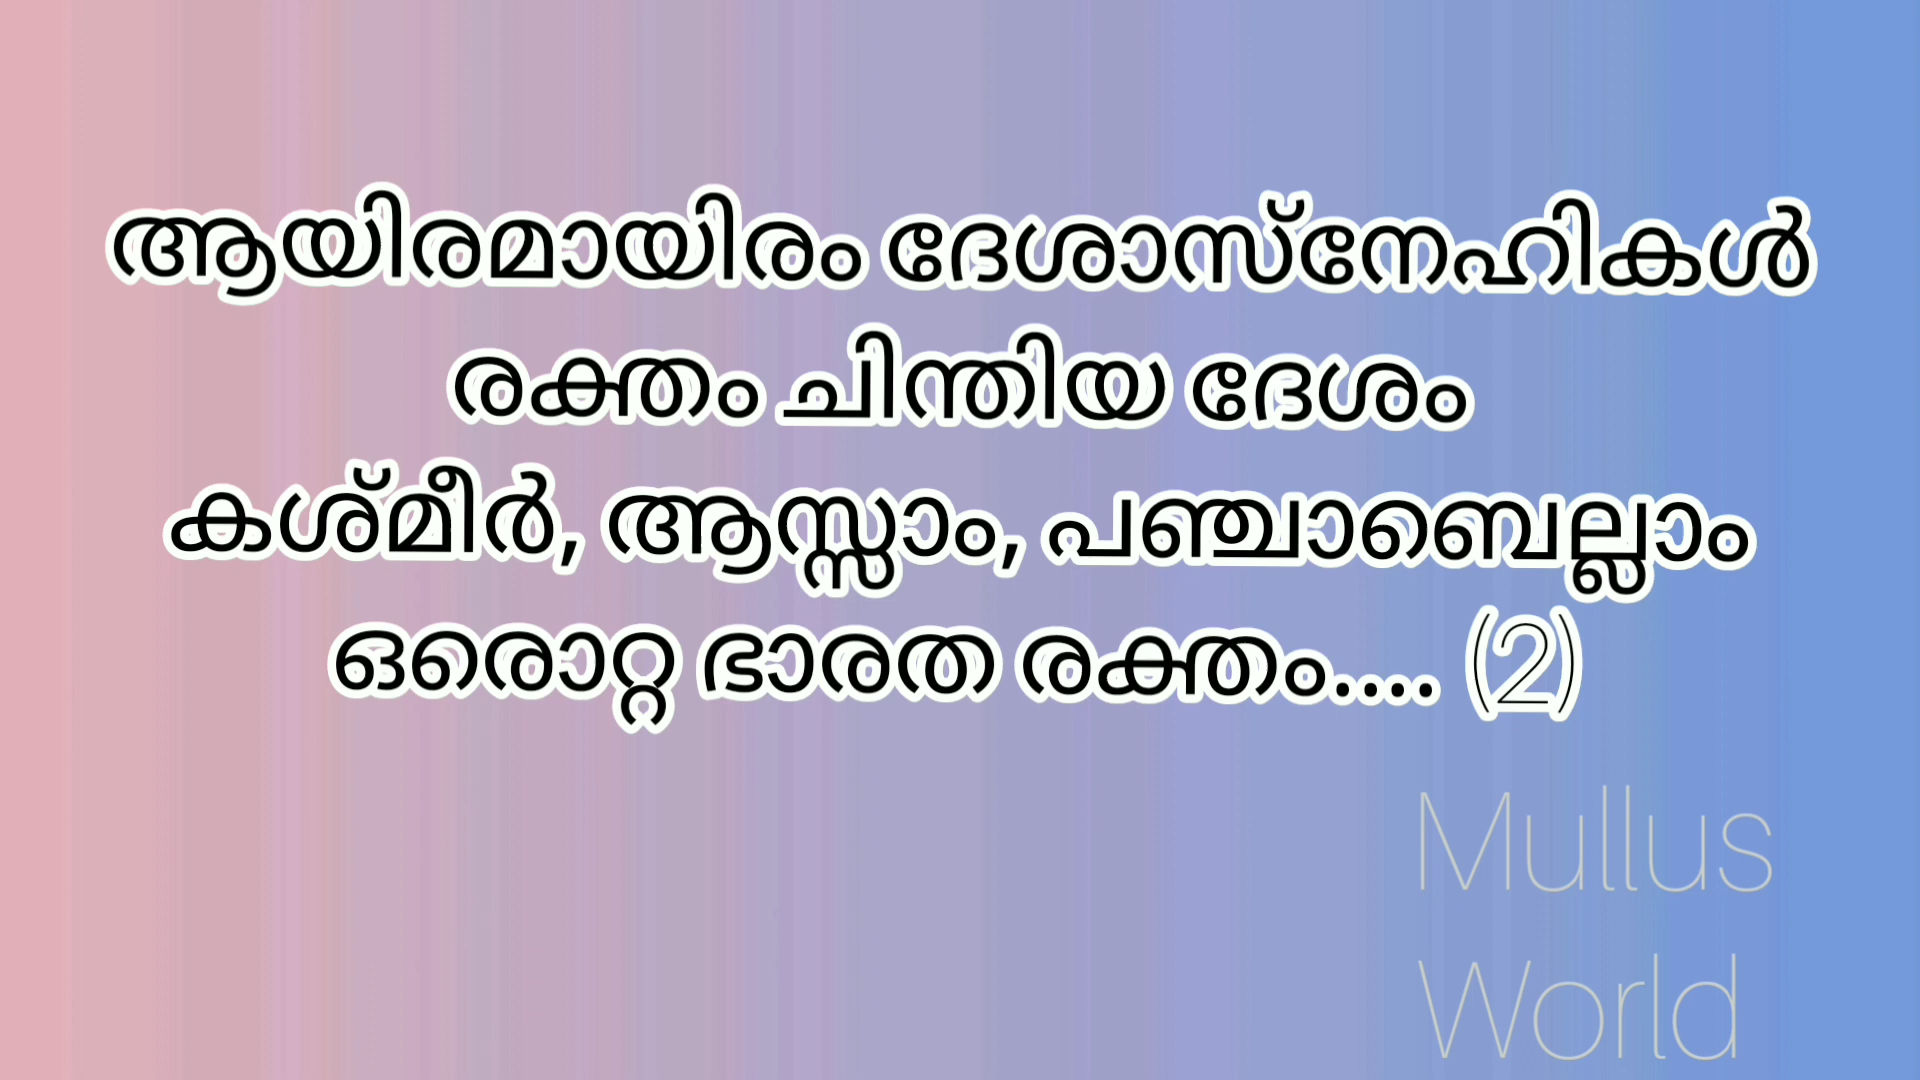 ആയിരമായിരം ദേശാസ്നേഹികൾ
രക്തം ചിന്തിയ ദേശം
കശ്മീർ, ആസ്സാം, പഞ്ചാബെല്ലാം
ഒരൊറ്റ ഭാരത രക്തം.... (2)
Mullus
World